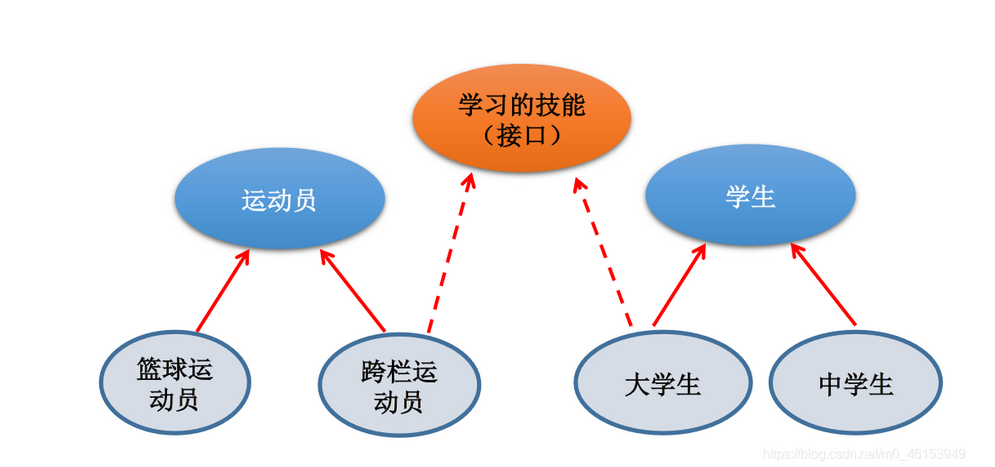 学习的技能
（接口）
运动员
学生
篮球运
动员
跨栏运
动员
大学生
中学生
https://blog.csdn.net/m0_46153949